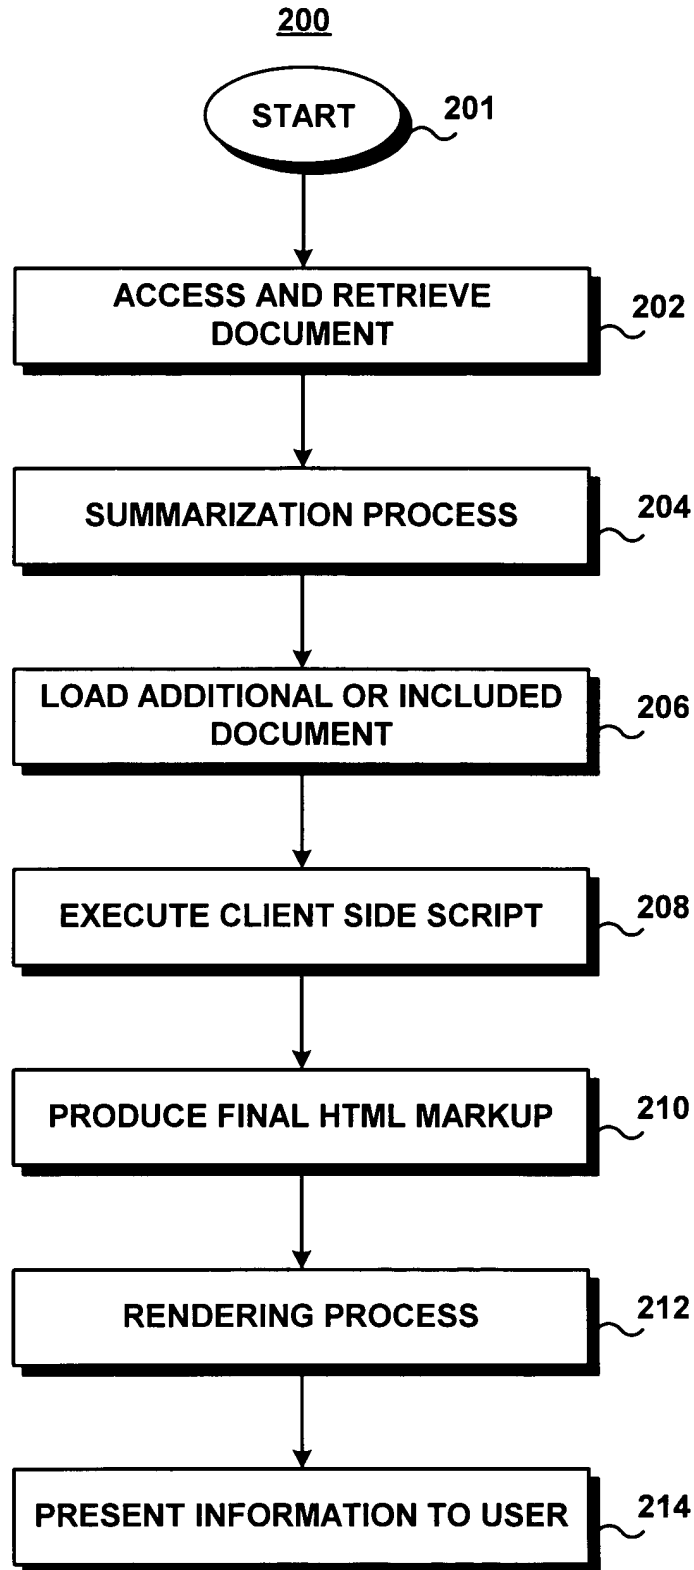 200
START
201
ACCESS AND RETRIEVE
DOCUMENT
202
SUMMARIZATION PROCESS
204
LOAD ADDITIONAL OR INCLUDED
DOCUMENT
206
EXECUTE CLIENT SIDE SCRIPT
208
PRODUCE FINAL HTML MARKUP
210
RENDERING PROCESS
212
PRESENT INFORMATION TO USER
214